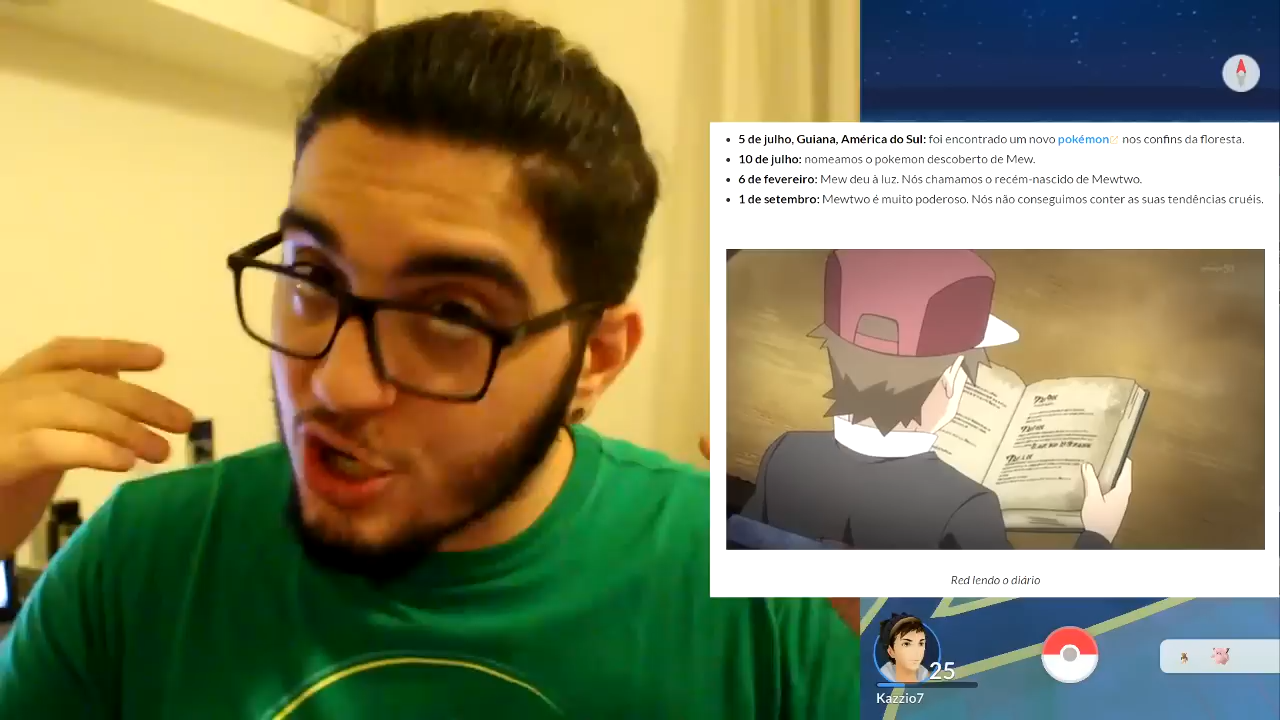 5 de julho, Guiana, América do Sul: foi encontrado um novo pokémon nos confins da floresta.
10 de julho: nomeamos o pokemon descoberto de Mew.
6 de fevereiro: Mew deu à luz. Nós chamamos o recém-nascido de Mewtwo.
1 de setembro: Mewtwo é muito poderoso. Nós não conseguimos conter as suas tendências cruéis.
Red lendo o diário
25
Kazzio7